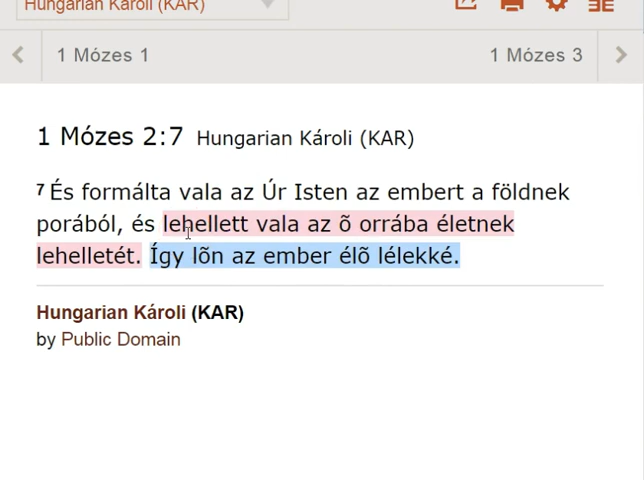 Hungarian Károli (KAR)
1 Mózes 1
1 Mózes 3
1 Mózes 2:7 Hungarian Károli (KAR)
7 És formálta vala az Úr Isten az embert a földnek
porából, és lehellett vala az õ orrába életnek
lehelletét. Így lõn az ember élõ lélekké.
Hungarian Károli (KAR)
by Public Domain